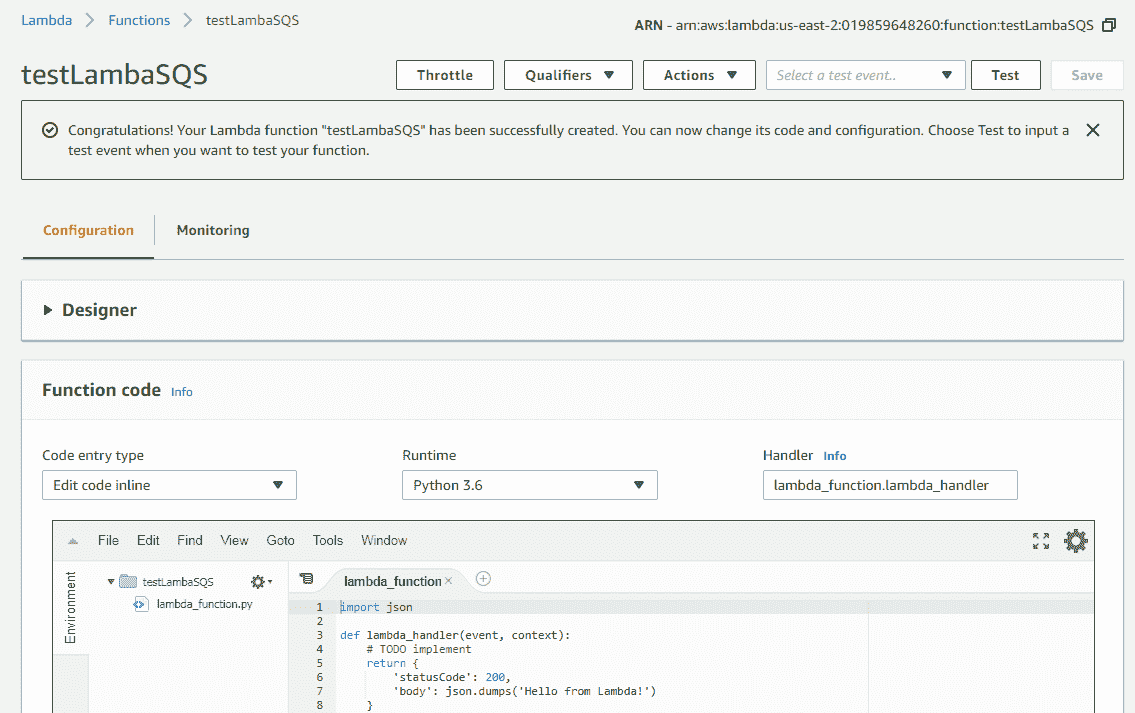 Lambda Functions testLambaSQS
ARN - arn:aws:lambda:us-east-2:019859648260:function:testLambaSQS
testLambaSQS
Throttle Qualifiers Actions Select a test event.. Test Save
Congratulations! Your Lambda function "testLambaSQS" has been successfully created. You can now change its code and configuration. Choose Test to input a
test event when you want to test your function.
Configuration Monitoring
Designer
Function code Info
Code entry type Runtime Handler Info
Edit code inline Python 3.6 lambda_function.lambda_handler
File Edit Find View Goto Tools Window
Environment
testLambaSQS
lambda_function.py
lambda_function
1 import json
2
3 def lambda_handler(event, context):
4     # TODO implement
5     return {
6         'statusCode': 200,
7         'body': json.dumps('Hello from Lambda!')
8     }